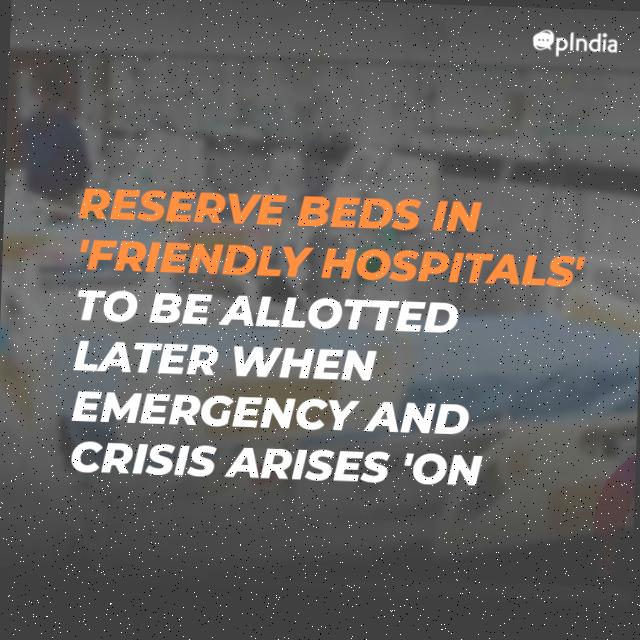 OpIndia
RESERVE BEDS IN
'FRIENDLY HOSPITALS'
TO BE ALLOTTED
LATER WHEN
EMERGENCY AND
CRISIS ARISES 'ON